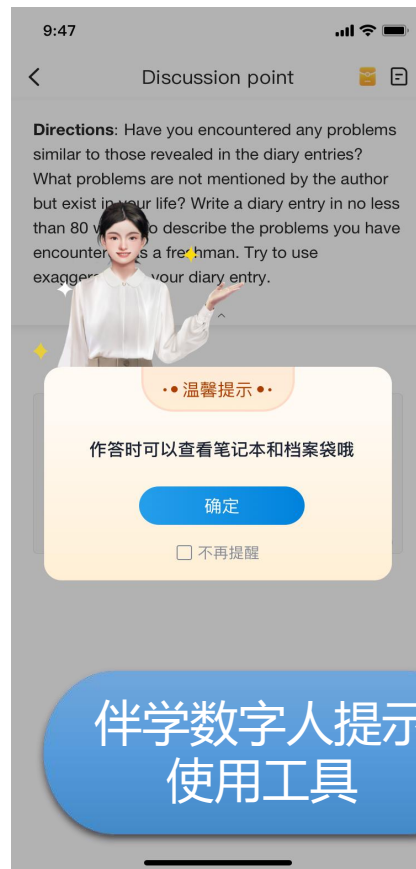 9:47
Discussion point
Directions: Have you encountered any problems
similar to those revealed in the diary entries?
What problems are not mentioned by the author
but exist in your life? Write a diary entry in no less
than 80 describe the problems you have
encounter a freshman. Try to use
your diary entry.
温馨提示
作答时可以查看笔记本和档案袋哦
确定
不再提醒
伴学数字人提示
使用工具